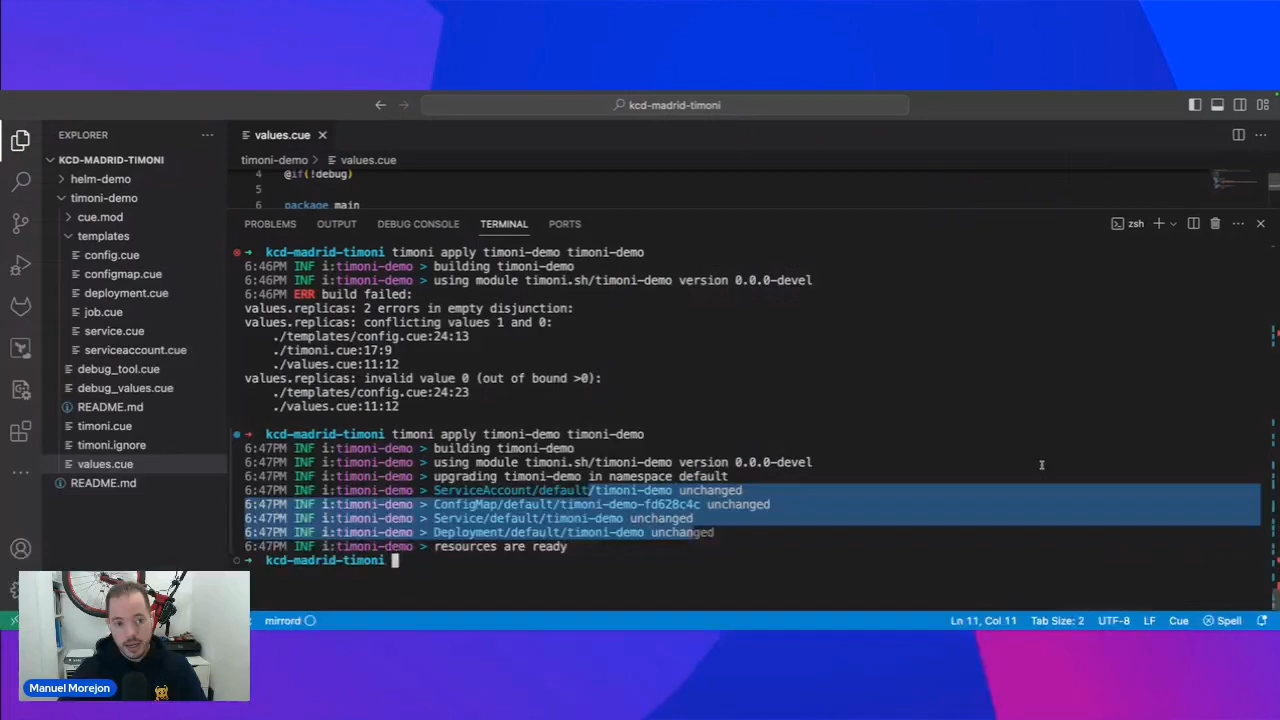 kcd-madrid-timoni
EXPLORER
KCD-MADRID-TIMONI
helm-demo
timoni-demo
cue.mod
templates
config.cue
configmap.cue
deployment.cue
job.cue
service.cue
serviceaccount.cue
debug_tool.cue
debug_values.cue
README.md
timoni.cue
timoni.ignore
values.cue
README.md
values.cue
timoni-demo > values.cue
4 @if(!debug)
5
6 package main
PROBLEMS OUTPUT DEBUG CONSOLE TERMINAL PORTS
zsh
kcd-madrid-timoni timoni apply timoni-demo timoni-demo
6:46PM INF i:timoni-demo > building timoni-demo
6:46PM INF i:timoni-demo > using module timoni.sh/timoni-demo version 0.0.0-devel
6:46PM ERR build failed:
values.replicas: 2 errors in empty disjunction:
values.replicas: conflicting values 1 and 0:
./templates/config.cue:24:13
./timoni.cue:17:9
./values.cue:11:12
values.replicas: invalid value 0 (out of bound >0):
./templates/config.cue:24:23
./values.cue:11:12
kcd-madrid-timoni timoni apply timoni-demo timoni-demo
6:47PM INF i:timoni-demo > building timoni-demo
6:47PM INF i:timoni-demo > using module timoni.sh/timoni-demo version 0.0.0-devel
6:47PM INF i:timoni-demo > upgrading timoni-demo in namespace default
6:47PM INF i:timoni-demo > ServiceAccount/default/timoni-demo unchanged
6:47PM INF i:timoni-demo > ConfigMap/default/timoni-demo-fd628c4c unchanged
6:47PM INF i:timoni-demo > Service/default/timoni-demo unchanged
6:47PM INF i:timoni-demo > Deployment/default/timoni-demo unchanged
6:47PM INF i:timoni-demo > resources are ready
kcd-madrid-timoni
mirrord
Ln 11, Col 11 Tab Size: 2 UTF-8 LF Cue Spell
Manuel Morejon